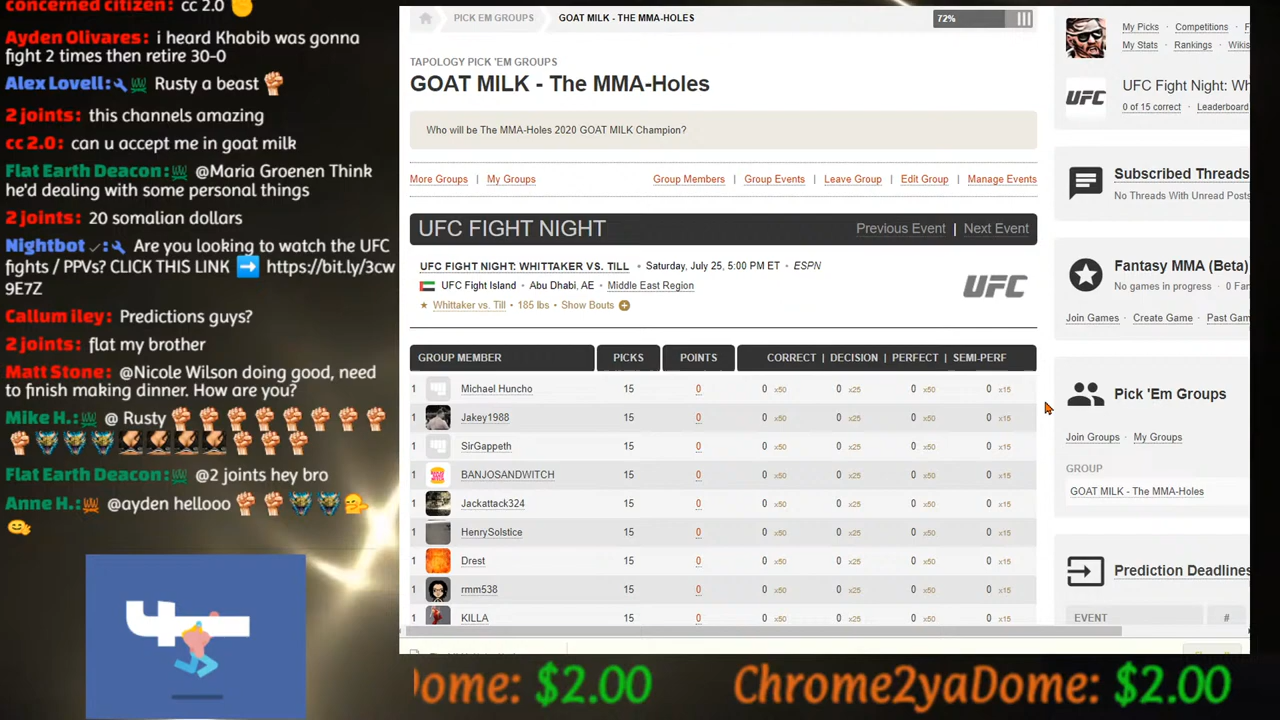 concerned citizen: cc 2.0 ✊
Ayden Olivares: i heard Khabib was gonna
fight 2 times then retire 30-0
Alex Lovell: Rusty a beast 👊
2 joints: this channels amazing
cc 2.0: can u accept me in goat milk
Flat Earth Deacon: @Maria Groenen Think
he'd dealing with some personal things
2 joints: 20 somalian dollars
Nightbot ✓: Are you looking to watch the UFC
fights / PPVs? CLICK THIS LINK ➡ https://bit.ly/3cw
9E7Z
Callum iley: Predictions guys?
2 joints: flat my brother
Matt Stone: @Nicole Wilson doing good, need
to finish making dinner. How are you?
Mike H.: @ Rusty
Flat Earth Deacon: @2 joints hey bro
Anne H.: @ayden hellooo
PICK EM GROUPS
GOAT MILK - THE MMA-HOLES
72%
TAPOLOGY PICK 'EM GROUPS
GOAT MILK - The MMA-Holes
Who will be The MMA-Holes 2020 GOAT MILK Champion?
More Groups | My Groups
Group Members | Group Events | Leave Group | Edit Group | Manage Events
UFC FIGHT NIGHT
Previous Event | Next Event
UFC FIGHT NIGHT: WHITTAKER VS. TILL • Saturday, July 25, 5:00 PM ET • ESPN
UFC Fight Island • Abu Dhabi, AE • Middle East Region
Whittaker vs. Till • 185 lbs • Show Bouts
UFC
GROUP MEMBER PICKS POINTS CORRECT | DECISION | PERFECT | SEMI-PERF
1 Michael Huncho 15 0 0 x50 0 x25 0 x50 0 x15
1 Jakey1988 15 0 0 x50 0 x25 0 x50 0 x15
1 SirGappeth 15 0 0 x50 0 x25 0 x50 0 x15
1 BANJOSANDWITCH 15 0 0 x50 0 x25 0 x50 0 x15
1 Jackattack324 15 0 0 x50 0 x25 0 x50 0 x15
1 HenrySolstice 15 0 0 x50 0 x25 0 x50 0 x15
1 Drest 15 0 0 x50 0 x25 0 x50 0 x15
1 rmm538 15 0 0 x50 0 x25 0 x50 0 x15
1 KILLA 15 0 0 x50 0 x25 0 x50 0 x15
My Picks Competitions F
My Stats Rankings Wikis
UFC
UFC Fight Night: Wh
0 of 15 correct Leaderboard
Subscribed Threads
No Threads With Unread Posts
Fantasy MMA (Beta)
No games in progress 0 Fan
Join Games Create Game Past Gam
Pick 'Em Groups
Join Groups My Groups
GROUP
GOAT MILK - The MMA-Holes
Prediction Deadlines
EVENT #
Dome: $2.00 Chrome2yaDome: $2.00